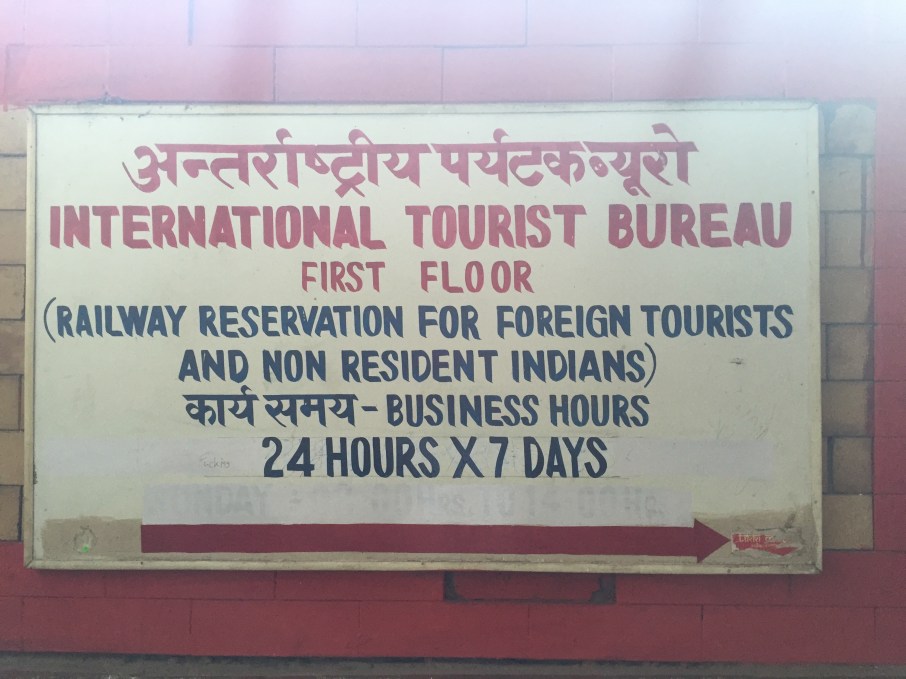 अन्तर्राष्ट्रीय पर्यटक ब्यूरो
INTERNATIONAL TOURIST BUREAU
FIRST FLOOR
(RAILWAY RESERVATION FOR FOREIGN TOURISTS
AND NON RESIDENT INDIANS)
कार्य समय - BUSINESS HOURS
24 HOURS X 7 DAYS